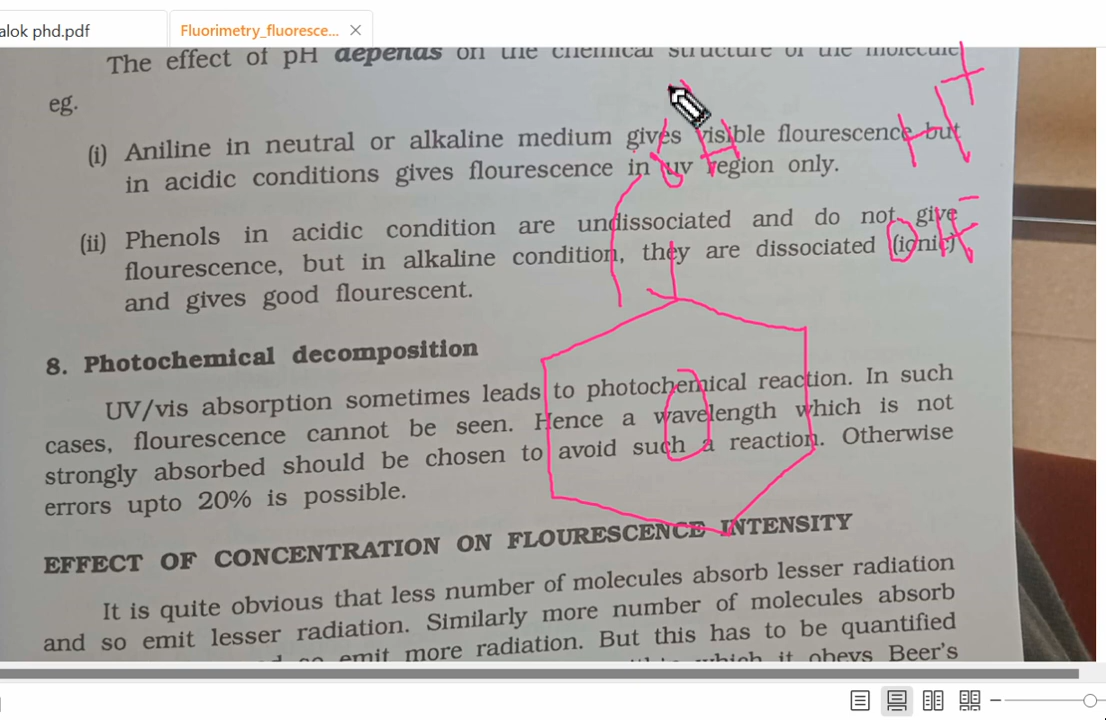 alok phd.pdf
Fluorimetry_fluoresce...
The effect of pH depends on the chemical structure of the molecule
eg.
(i) Aniline in neutral or alkaline medium gives visible flourescence but
in acidic conditions gives flourescence in uv region only.
(ii) Phenols in acidic condition are undissociated and do not give
flourescence, but in alkaline condition, they are dissociated (ionic)
and gives good flourescent.
8. Photochemical decomposition
UV/vis absorption sometimes leads to photochemical reaction. In such
cases, flourescence cannot be seen. Hence a wavelength which is not
strongly absorbed should be chosen to avoid such a reaction. Otherwise
errors upto 20% is possible.
EFFECT OF CONCENTRATION ON FLOURESCENCE INTENSITY
It is quite obvious that less number of molecules absorb lesser radiation
and so emit lesser radiation. Similarly more number of molecules absorb
so emit more radiation. But this has to be quantified
which it obeys Beer's
OH
H+
OH-